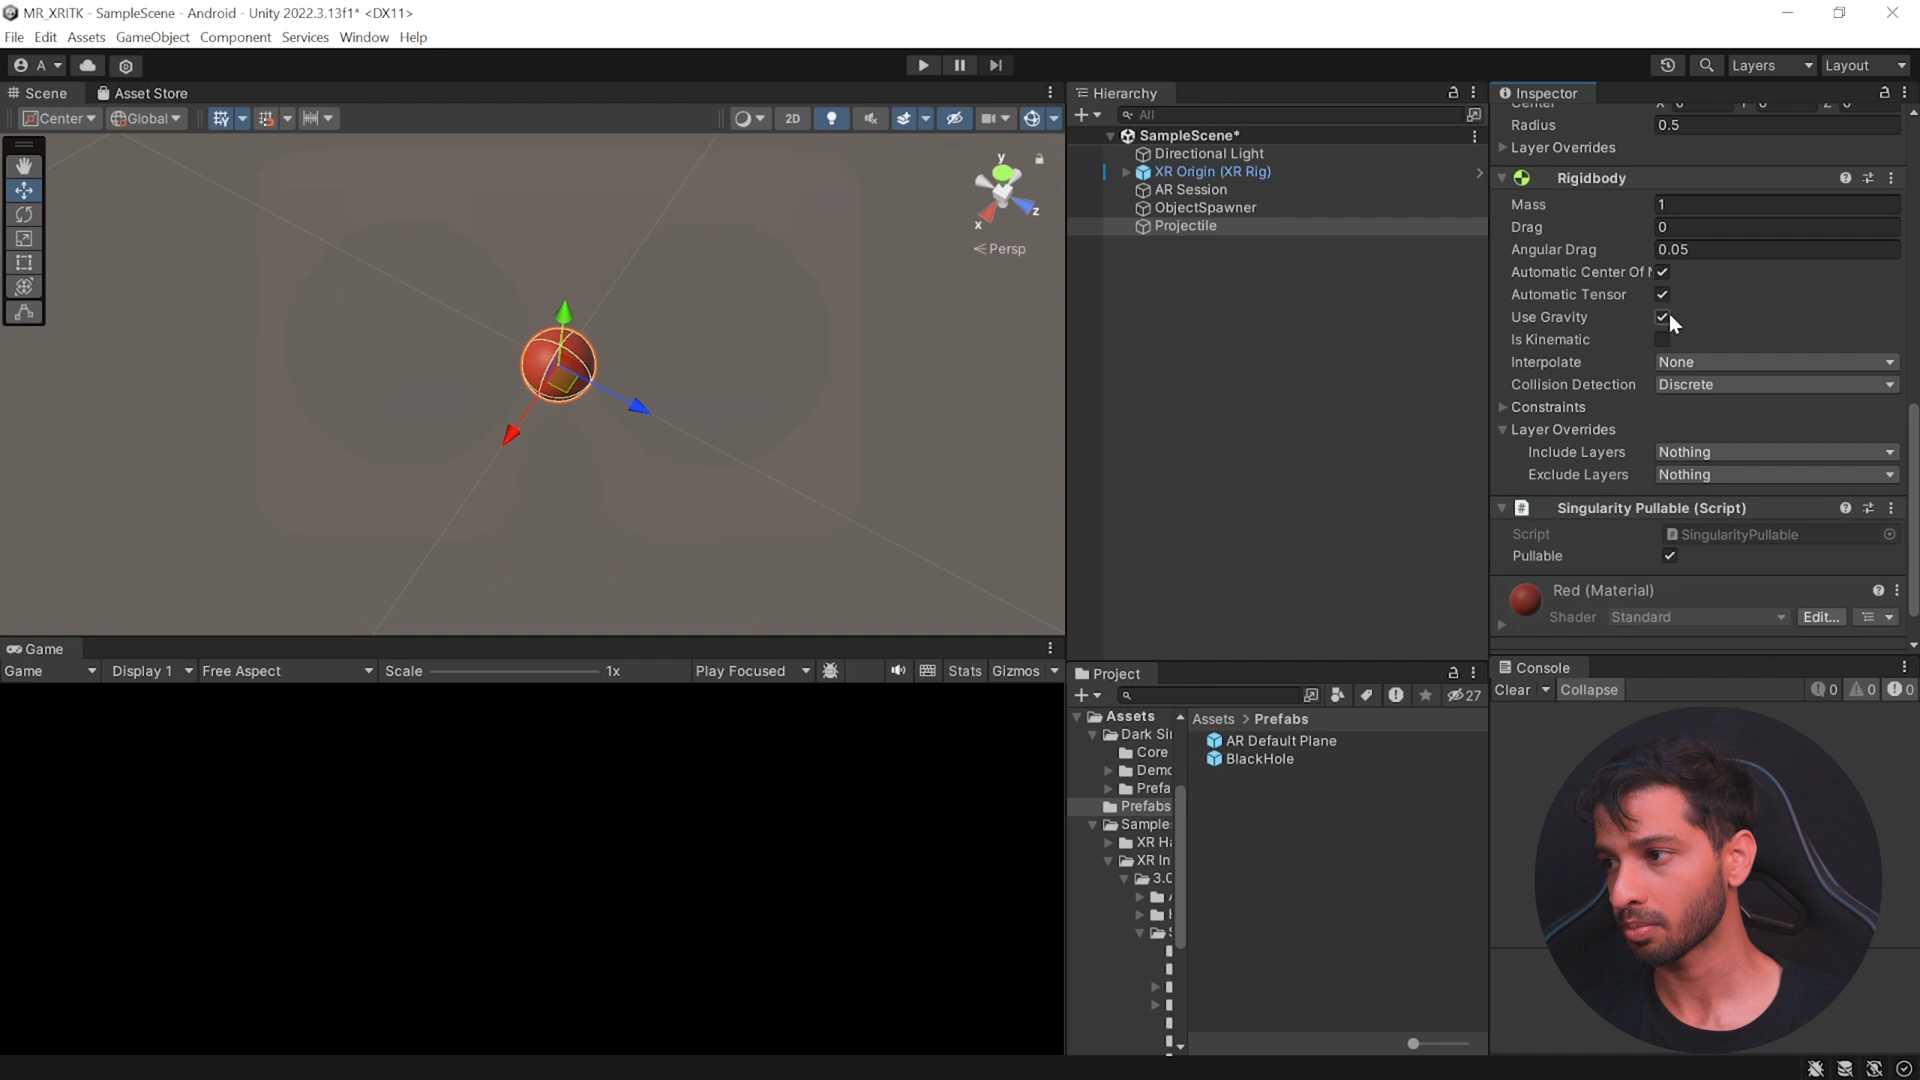 MR_XRITK - SampleScene - Android - Unity 2022.3.13f1* <DX11>
File Edit Assets GameObject Component Services Window Help
A
Layers
Layout
Scene
Asset Store
Center
Global
2D
y
x
z
Persp
Hierarchy
All
SampleScene*
Directional Light
XR Origin (XR Rig)
AR Session
ObjectSpawner
Projectile
Inspector
Radius 0.5
Layer Overrides
Rigidbody
Mass 1
Drag 0
Angular Drag 0.05
Automatic Center Of
Automatic Tensor
Use Gravity
Is Kinematic
Interpolate None
Collision Detection Discrete
Constraints
Layer Overrides
Include Layers Nothing
Exclude Layers Nothing
# Singularity Pullable (Script)
Script SingularityPullable
Pullable
Red (Material)
Shader Standard Edit...
Game
Game Display 1 Free Aspect Scale 1x Play Focused Stats Gizmos
Project
27
Assets
Dark Si
Core
Demo
Prefa
Prefabs
Sample
XR Ha
XR In
3.0
Assets > Prefabs
AR Default Plane
BlackHole
Console
Clear Collapse 0 0 0